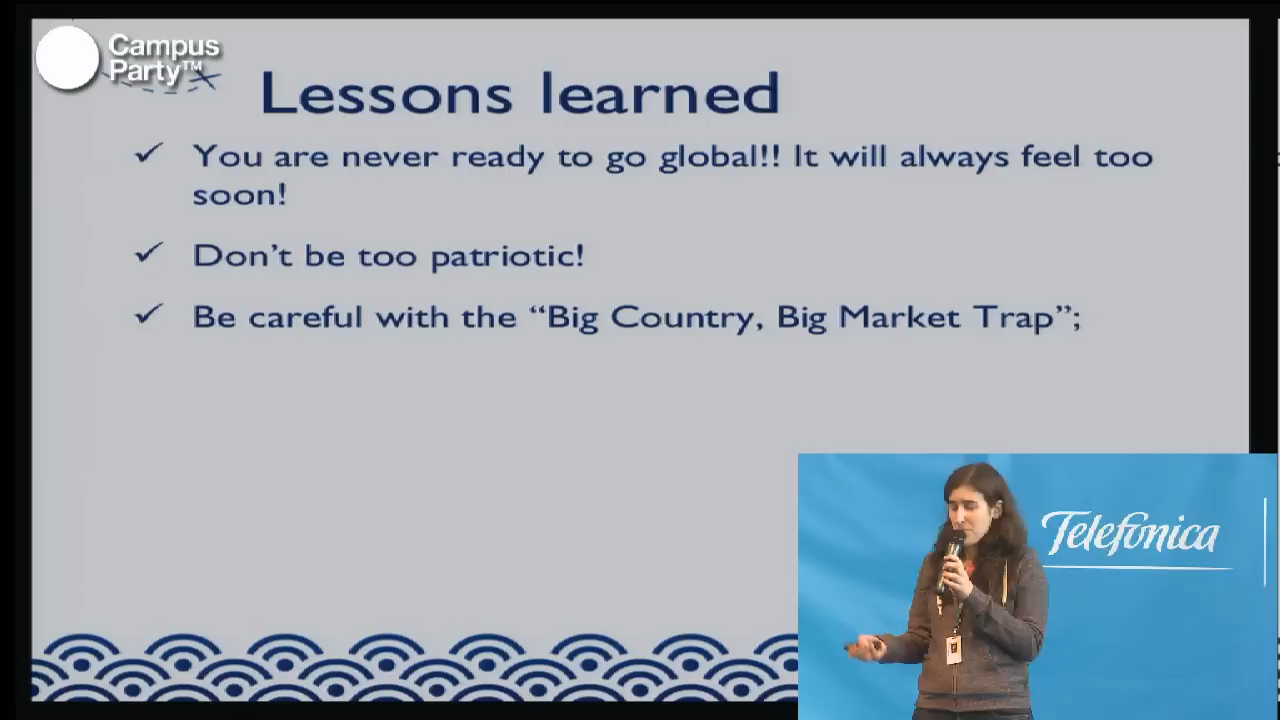 Campus
Party™
Lessons learned
✓ You are never ready to go global!! It will always feel too
soon!
✓ Don't be too patriotic!
✓ Be careful with the “Big Country, Big Market Trap”;
Telefónica